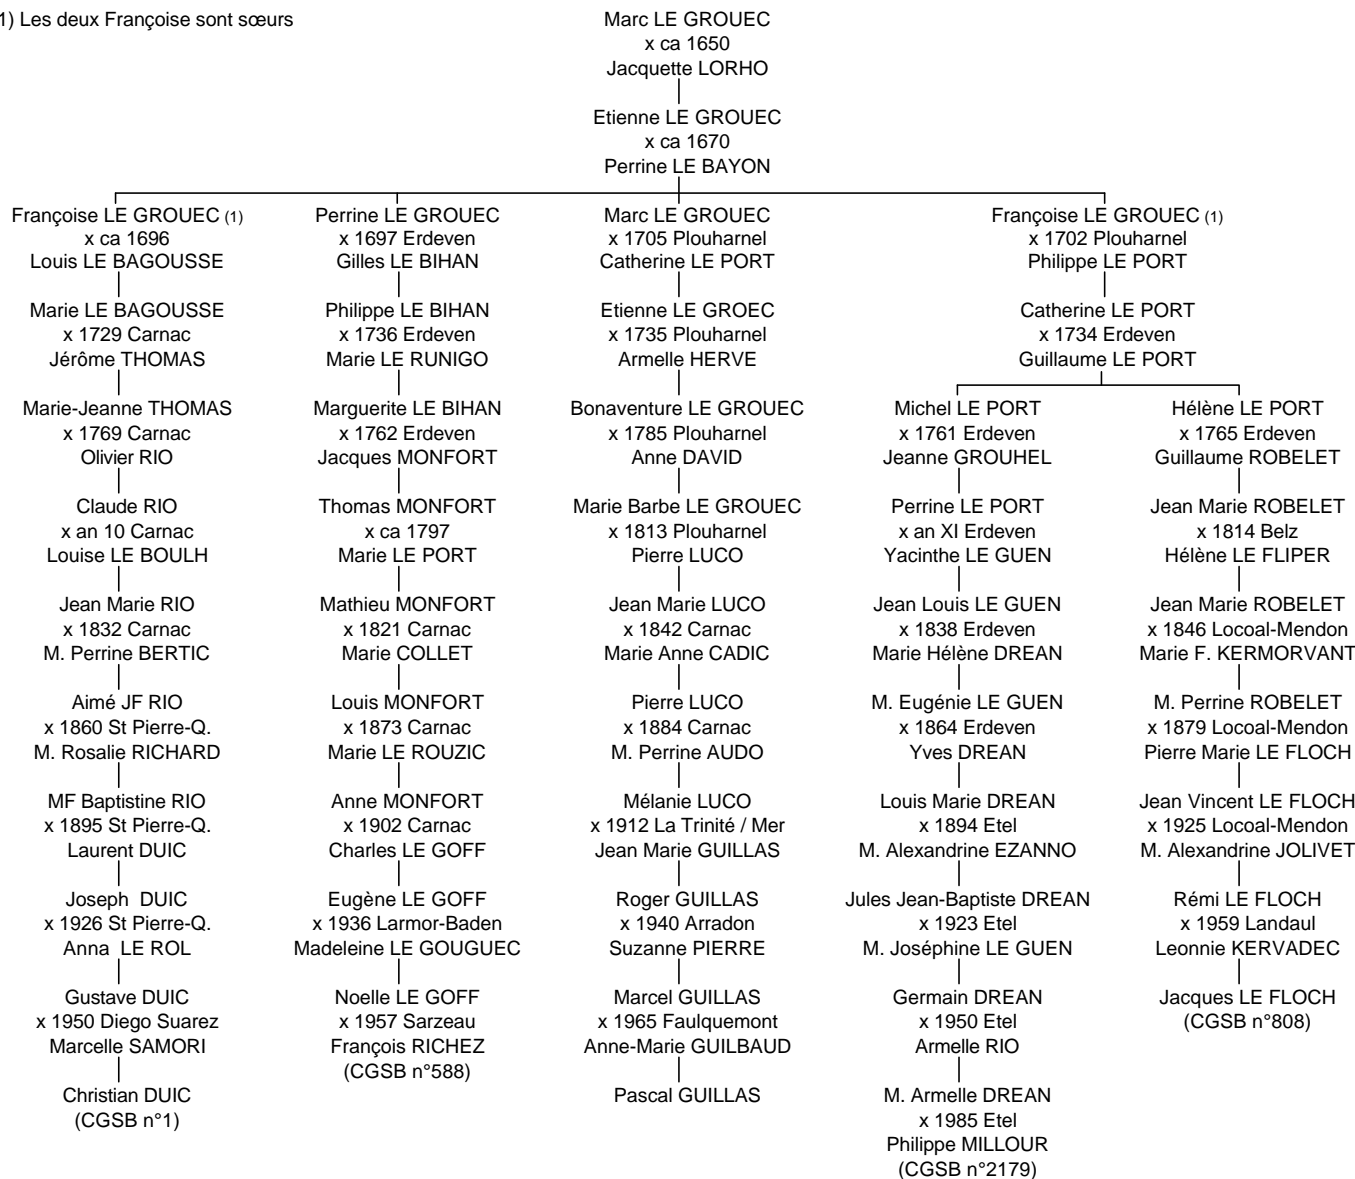 1) Les deux Françoise sont sœurs
Marc LE GROUEC
x ca 1650
Jacquette LORHO
Etienne LE GROUEC
x ca 1670
Perrine LE BAYON
Françoise LE GROUEC (1)
x ca 1696
Louis LE BAGOUSSE
Marie LE BAGOUSSE
x 1729 Carnac
Jérôme THOMAS
Marie-Jeanne THOMAS
x 1769 Carnac
Olivier RIO
Claude RIO
x an 10 Carnac
Louise LE BOULH
Jean Marie RIO
x 1832 Carnac
M. Perrine BERTIC
Aimé JF RIO
x 1860 St Pierre-Q.
M. Rosalie RICHARD
MF Baptistine RIO
x 1895 St Pierre-Q.
Laurent DUIC
Joseph DUIC
x 1926 St Pierre-Q.
Anna LE ROL
Gustave DUIC
x 1950 Diego Suarez
Marcelle SAMORI
Christian DUIC
(CGSB n°1)
Perrine LE GROUEC
x 1697 Erdeven
Gilles LE BIHAN
Philippe LE BIHAN
x 1736 Erdeven
Marie LE RUNIGO
Marguerite LE BIHAN
x 1762 Erdeven
Jacques MONFORT
Thomas MONFORT
x ca 1797
Marie LE PORT
Mathieu MONFORT
x 1821 Carnac
Marie COLLET
Louis MONFORT
x 1873 Carnac
Marie LE ROUZIC
Anne MONFORT
x 1902 Carnac
Charles LE GOFF
Eugène LE GOFF
x 1936 Larmor-Baden
Madeleine LE GOUGUEC
Noelle LE GOFF
x 1957 Sarzeau
François RICHEZ
(CGSB n°588)
Marc LE GROUEC
x 1705 Plouharnel
Catherine LE PORT
Etienne LE GROEC
x 1735 Plouharnel
Armelle HERVE
Bonaventure LE GROUEC
x 1785 Plouharnel
Anne DAVID
Marie Barbe LE GROUEC
x 1813 Plouharnel
Pierre LUCO
Jean Marie LUCO
x 1842 Carnac
Marie Anne CADIC
Pierre LUCO
x 1884 Carnac
M. Perrine AUDO
Mélanie LUCO
x 1912 La Trinité / Mer
Jean Marie GUILLAS
Roger GUILLAS
x 1940 Arradon
Suzanne PIERRE
Marcel GUILLAS
x 1965 Faulquemont
Anne-Marie GUILBAUD
Pascal GUILLAS
Françoise LE GROUEC (1)
x 1702 Plouharnel
Philippe LE PORT
Catherine LE PORT
x 1734 Erdeven
Guillaume LE PORT
Michel LE PORT
x 1761 Erdeven
Jeanne GROUHEL
Perrine LE PORT
x an XI Erdeven
Yacinthe LE GUEN
Jean Louis LE GUEN
x 1838 Erdeven
Marie Hélène DREAN
M. Eugénie LE GUEN
x 1864 Erdeven
Yves DREAN
Louis Marie DREAN
x 1894 Etel
M. Alexandrine EZANNO
Jules Jean-Baptiste DREAN
x 1923 Etel
M. Joséphine LE GUEN
Germain DREAN
x 1950 Etel
Armelle RIO
M. Armelle DREAN
x 1985 Etel
Philippe MILLOUR
(CGSB n°2179)
Hélène LE PORT
x 1765 Erdeven
Guillaume ROBELET
Jean Marie ROBELET
x 1814 Belz
Hélène LE FLIPER
Jean Marie ROBELET
x 1846 Locoal-Mendon
Marie F. KERMORVANT
M. Perrine ROBELET
x 1879 Locoal-Mendon
Pierre Marie LE FLOCH
Jean Vincent LE FLOCH
x 1925 Locoal-Mendon
M. Alexandrine JOLIVET
Rémi LE FLOCH
x 1959 Landaul
Leonnie KERVADEC
Jacques LE FLOCH
(CGSB n°808)